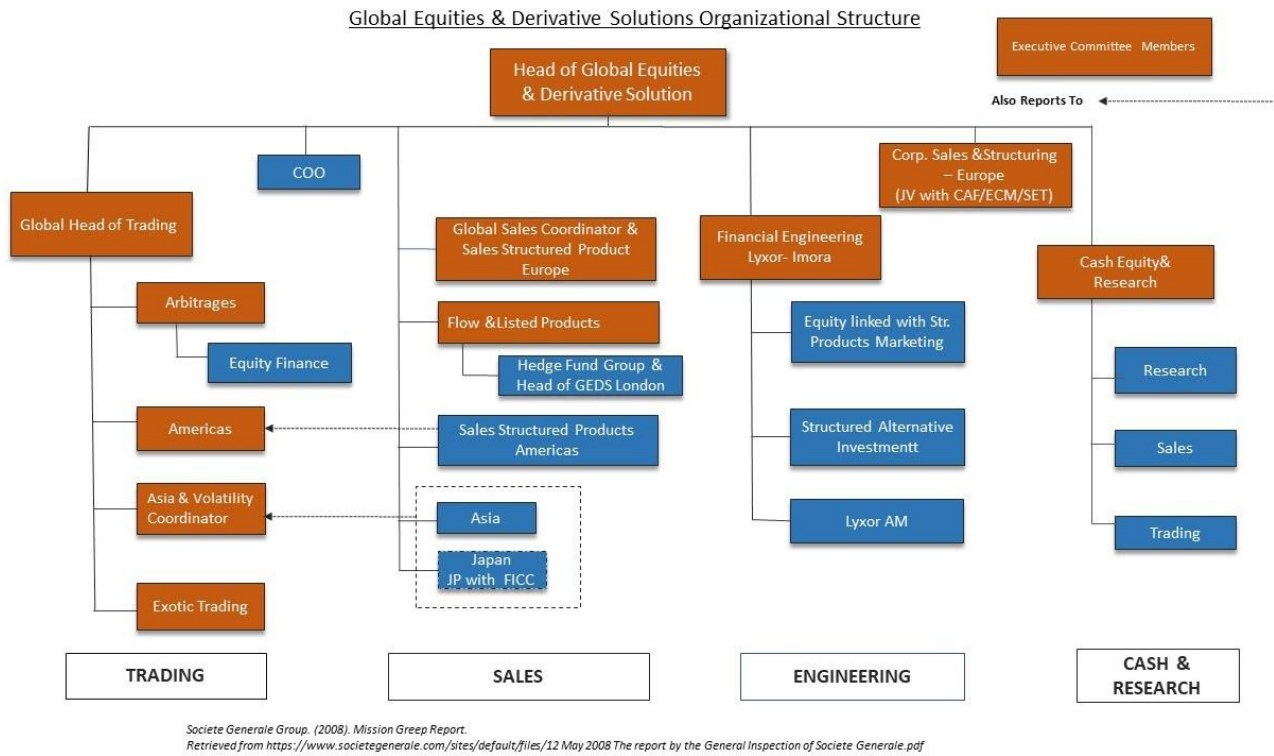 Global Equities & Derivative Solutions Organizational Structure
Executive Committee Members
Also Reports To
Head of Global Equities
& Derivative Solution
COO
Corp. Sales &Structuring
– Europe
(JV with CAF/ECM/SET)
Global Head of Trading
Global Sales Coordinator &
Sales Structured Product
Europe
Financial Engineering
Lyxor- Imora
Cash Equity&
Research
Arbitrages
Equity Finance
Flow &Listed Products
Hedge Fund Group &
Head of GEDS London
Equity linked with Str.
Products Marketing
Research
Americas
Sales Structured Products
Americas
Structured Alternative
Investmentt
Sales
Asia & Volatility
Coordinator
Asia
Japan
JP with FICC
Lyxor AM
Trading
Exotic Trading
TRADING
SALES
ENGINEERING
CASH &
RESEARCH
Societe Generale Group. (2008). Mission Greep Report.
Retrieved from https://www.societegenerale.com/sites/default/files/12 May 2008 The report by the General Inspection of Societe Generale.pdf